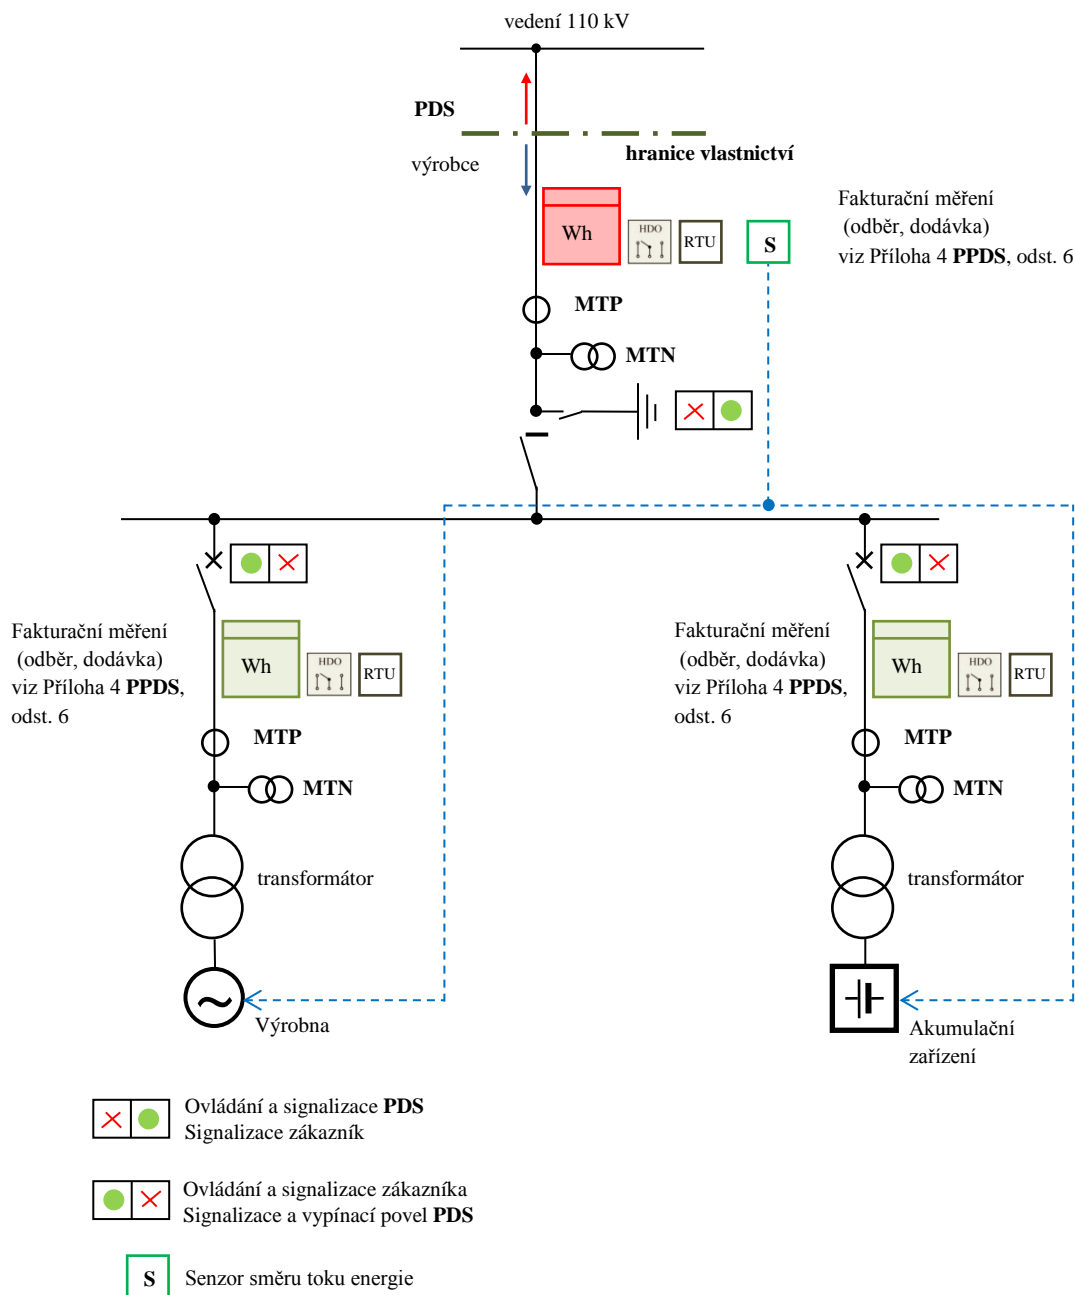 vedení 110 kV
PDS
hranice vlastnictví
výrobce
Fakturační měření
(odběr, dodávka)
viz Příloha 4 PPDS, odst. 6
Wh
HDO
RTU
S
MTP
MTN
Fakturační měření
(odběr, dodávka)
viz Příloha 4 PPDS,
odst. 6
Wh
HDO
RTU
MTP
MTN
transformátor
Výrobna
Fakturační měření
(odběr, dodávka)
viz Příloha 4 PPDS,
odst. 6
Wh
HDO
RTU
MTP
MTN
transformátor
Akumulační
zařízení
Ovládání a signalizace PDS
Signalizace zákazník
Ovládání a signalizace zákazníka
Signalizace a vypínací povel PDS
S
Senzor směru toku energie